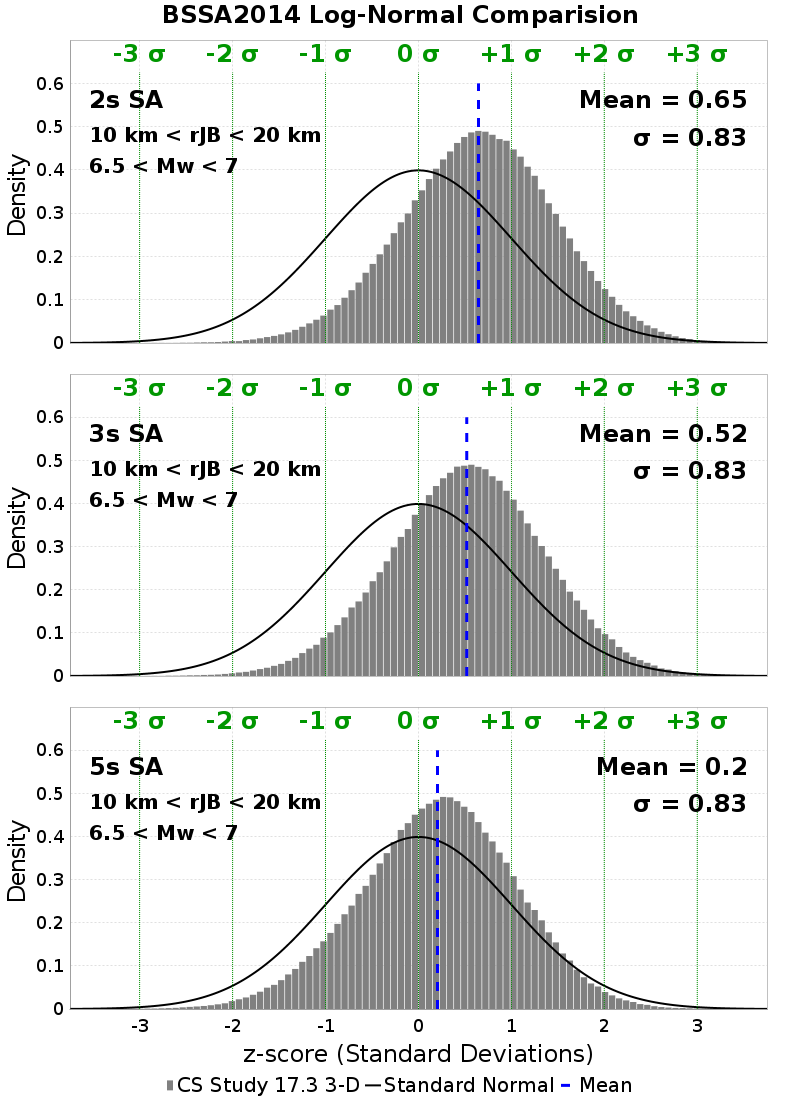 BSSA2014 Log-Normal Comparision
-3 σ -2 σ -1 σ 0 σ +1 σ +2 σ +3 σ
0.6
2s SA Mean = 0.65
0.5
10 km < rJB < 20 km σ = 0.83
6.5 < Mw < 7
0.4
0.3
0.2
0.1
0
Density
-3 σ -2 σ -1 σ 0 σ +1 σ +2 σ +3 σ
0.6
3s SA Mean = 0.52
0.5
10 km < rJB < 20 km σ = 0.83
6.5 < Mw < 7
0.4
0.3
0.2
0.1
0
Density
-3 σ -2 σ -1 σ 0 σ +1 σ +2 σ +3 σ
0.6
5s SA Mean = 0.2
0.5
10 km < rJB < 20 km σ = 0.83
6.5 < Mw < 7
0.4
0.3
0.2
0.1
0
Density
-3 -2 -1 0 1 2 3
z-score (Standard Deviations)
CS Study 17.3 3-D Standard Normal Mean